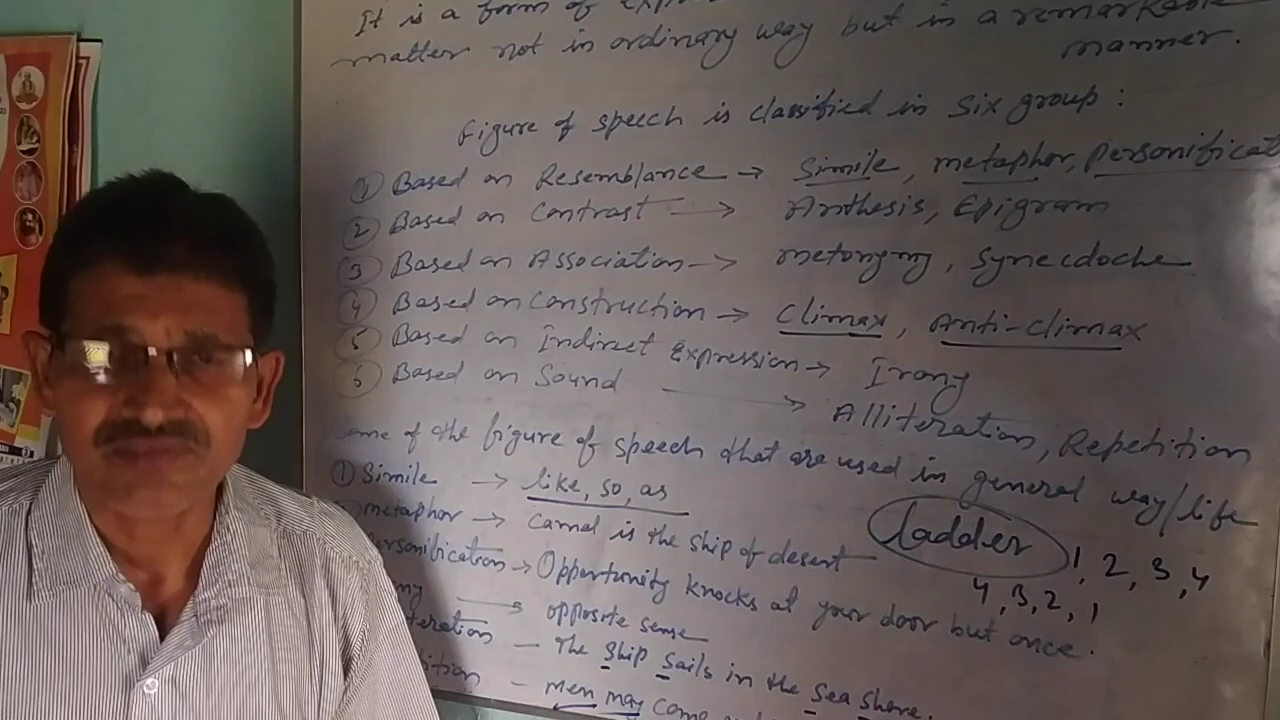 It is a form of
matter not in ordinary way but in a remarkable
manner.
Figure of speech is classified in six group :
① Based on Resemblance → Simile, metaphor, personificat
② Based on Contrast → Anthesis, Epigram
③ Based on Association → metonymy, Synecdoche
④ Based on Construction → Climax, Anti-climax
5 Based on Indirect Expression → Irony
6 Based on Sound → Alliteration, Repetition
some of the figure of speech that are used in general way/life
① Simile → like, so, as
metaphor → Camel is the ship of desert
ladder 1, 2, 3, 4
4, 3, 2, 1
personification → Opportunity knocks at your door but once.
ny → opposite sense
teration – The Ship Sails in the Sea Shore.
tition – men may come